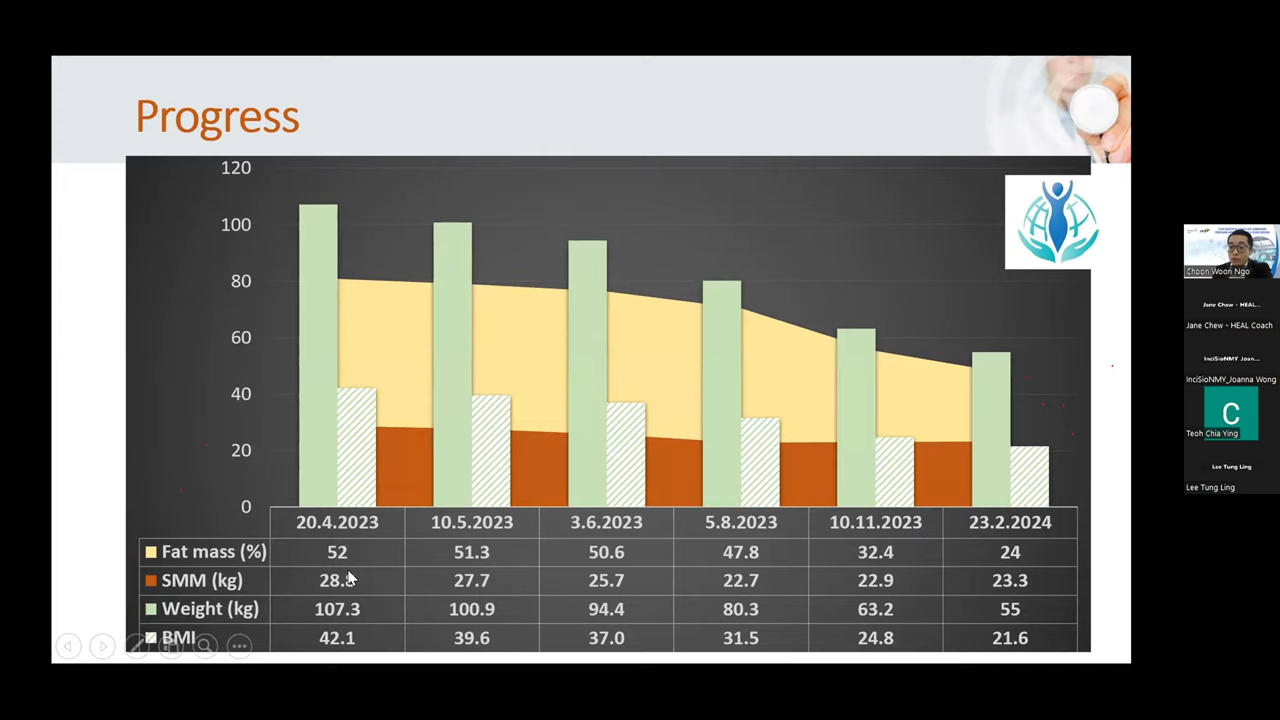 Progress
120
100
80
60
40
20
0
20.4.2023 10.5.2023 3.6.2023 5.8.2023 10.11.2023 23.2.2024
Fat mass (%) 52 51.3 50.6 47.8 32.4 24
SMM (kg) 27.7 25.7 22.7 22.9 23.3
Weight (kg) 107.3 100.9 94.4 80.3 63.2 55
BMI 42.1 39.6 37.0 31.5 24.8 21.6
Choon Woon Ngo
Jane Chew - HEAL...
Jane Chew - HEAL Coach
InciSioNMY_Joan...
InciSioNMY_Joanna Wong
C
Teoh Chia Ying
Lee Tung Ling
Lee Tung Ling